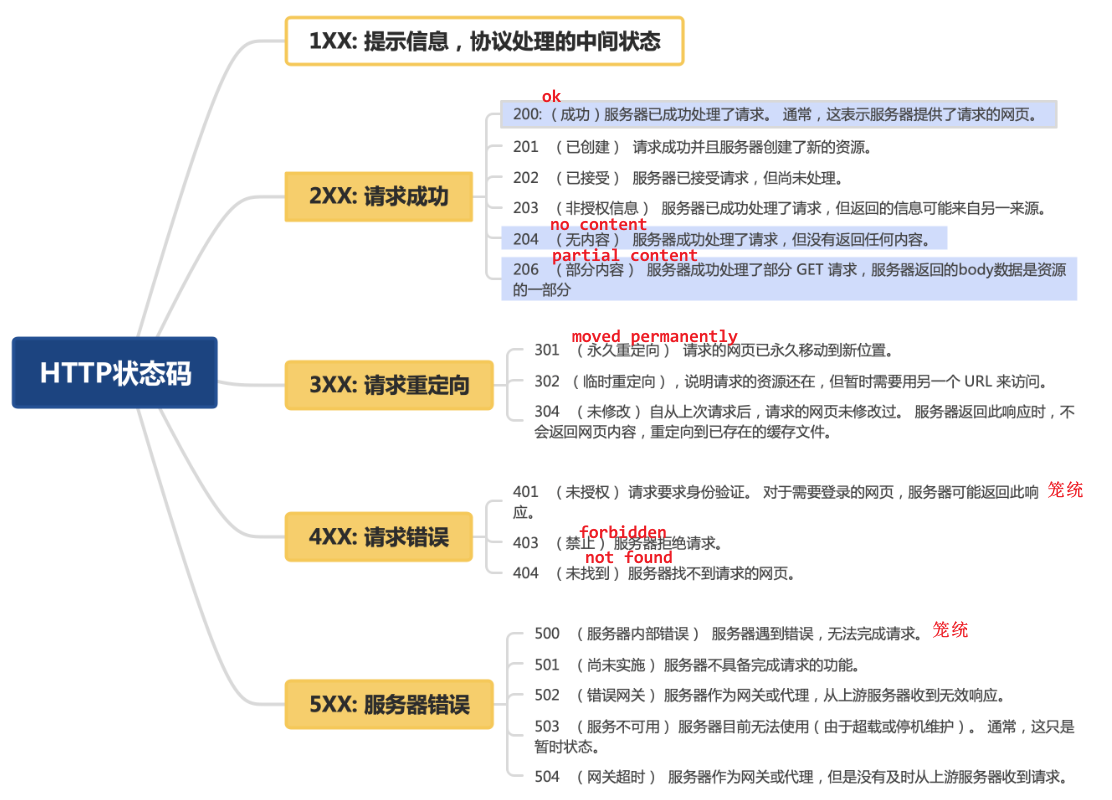 HTTP状态码
1XX: 提示信息，协议处理的中间状态
2XX: 请求成功
ok
200:（成功）服务器已成功处理了请求。 通常，这表示服务器提供了请求的网页。
201 （已创建） 请求成功并且服务器创建了新的资源。
202 （已接受） 服务器已接受请求，但尚未处理。
203 （非授权信息） 服务器已成功处理了请求，但返回的信息可能来自另一来源。
no content
204 （无内容） 服务器成功处理了请求，但没有返回任何内容。
partial content
206 （部分内容） 服务器成功处理了部分 GET 请求，服务器返回的body数据是资源
的一部分
3XX: 请求重定向
moved permanently
301 （永久重定向） 请求的网页已永久移动到新位置。
302 （临时重定向），说明请求的资源还在，但暂时需要用另一个 URL 来访问。
304 （未修改） 自从上次请求后，请求的网页未修改过。 服务器返回此响应时，不
会返回网页内容，重定向到已存在的缓存文件。
4XX: 请求错误
401 （未授权） 请求要求身份验证。 对于需要登录的网页，服务器可能返回此响 笼统
应。
forbidden
403 （禁止） 服务器拒绝请求。
not found
404 （未找到） 服务器找不到请求的网页。
5XX: 服务器错误
500 （服务器内部错误） 服务器遇到错误，无法完成请求。 笼统
501 （尚未实施） 服务器不具备完成请求的功能。
502 （错误网关） 服务器作为网关或代理，从上游服务器收到无效响应。
503 （服务不可用） 服务器目前无法使用（由于超载或停机维护）。 通常，这只是
暂时状态。
504 （网关超时） 服务器作为网关或代理，但是没有及时从上游服务器收到请求。